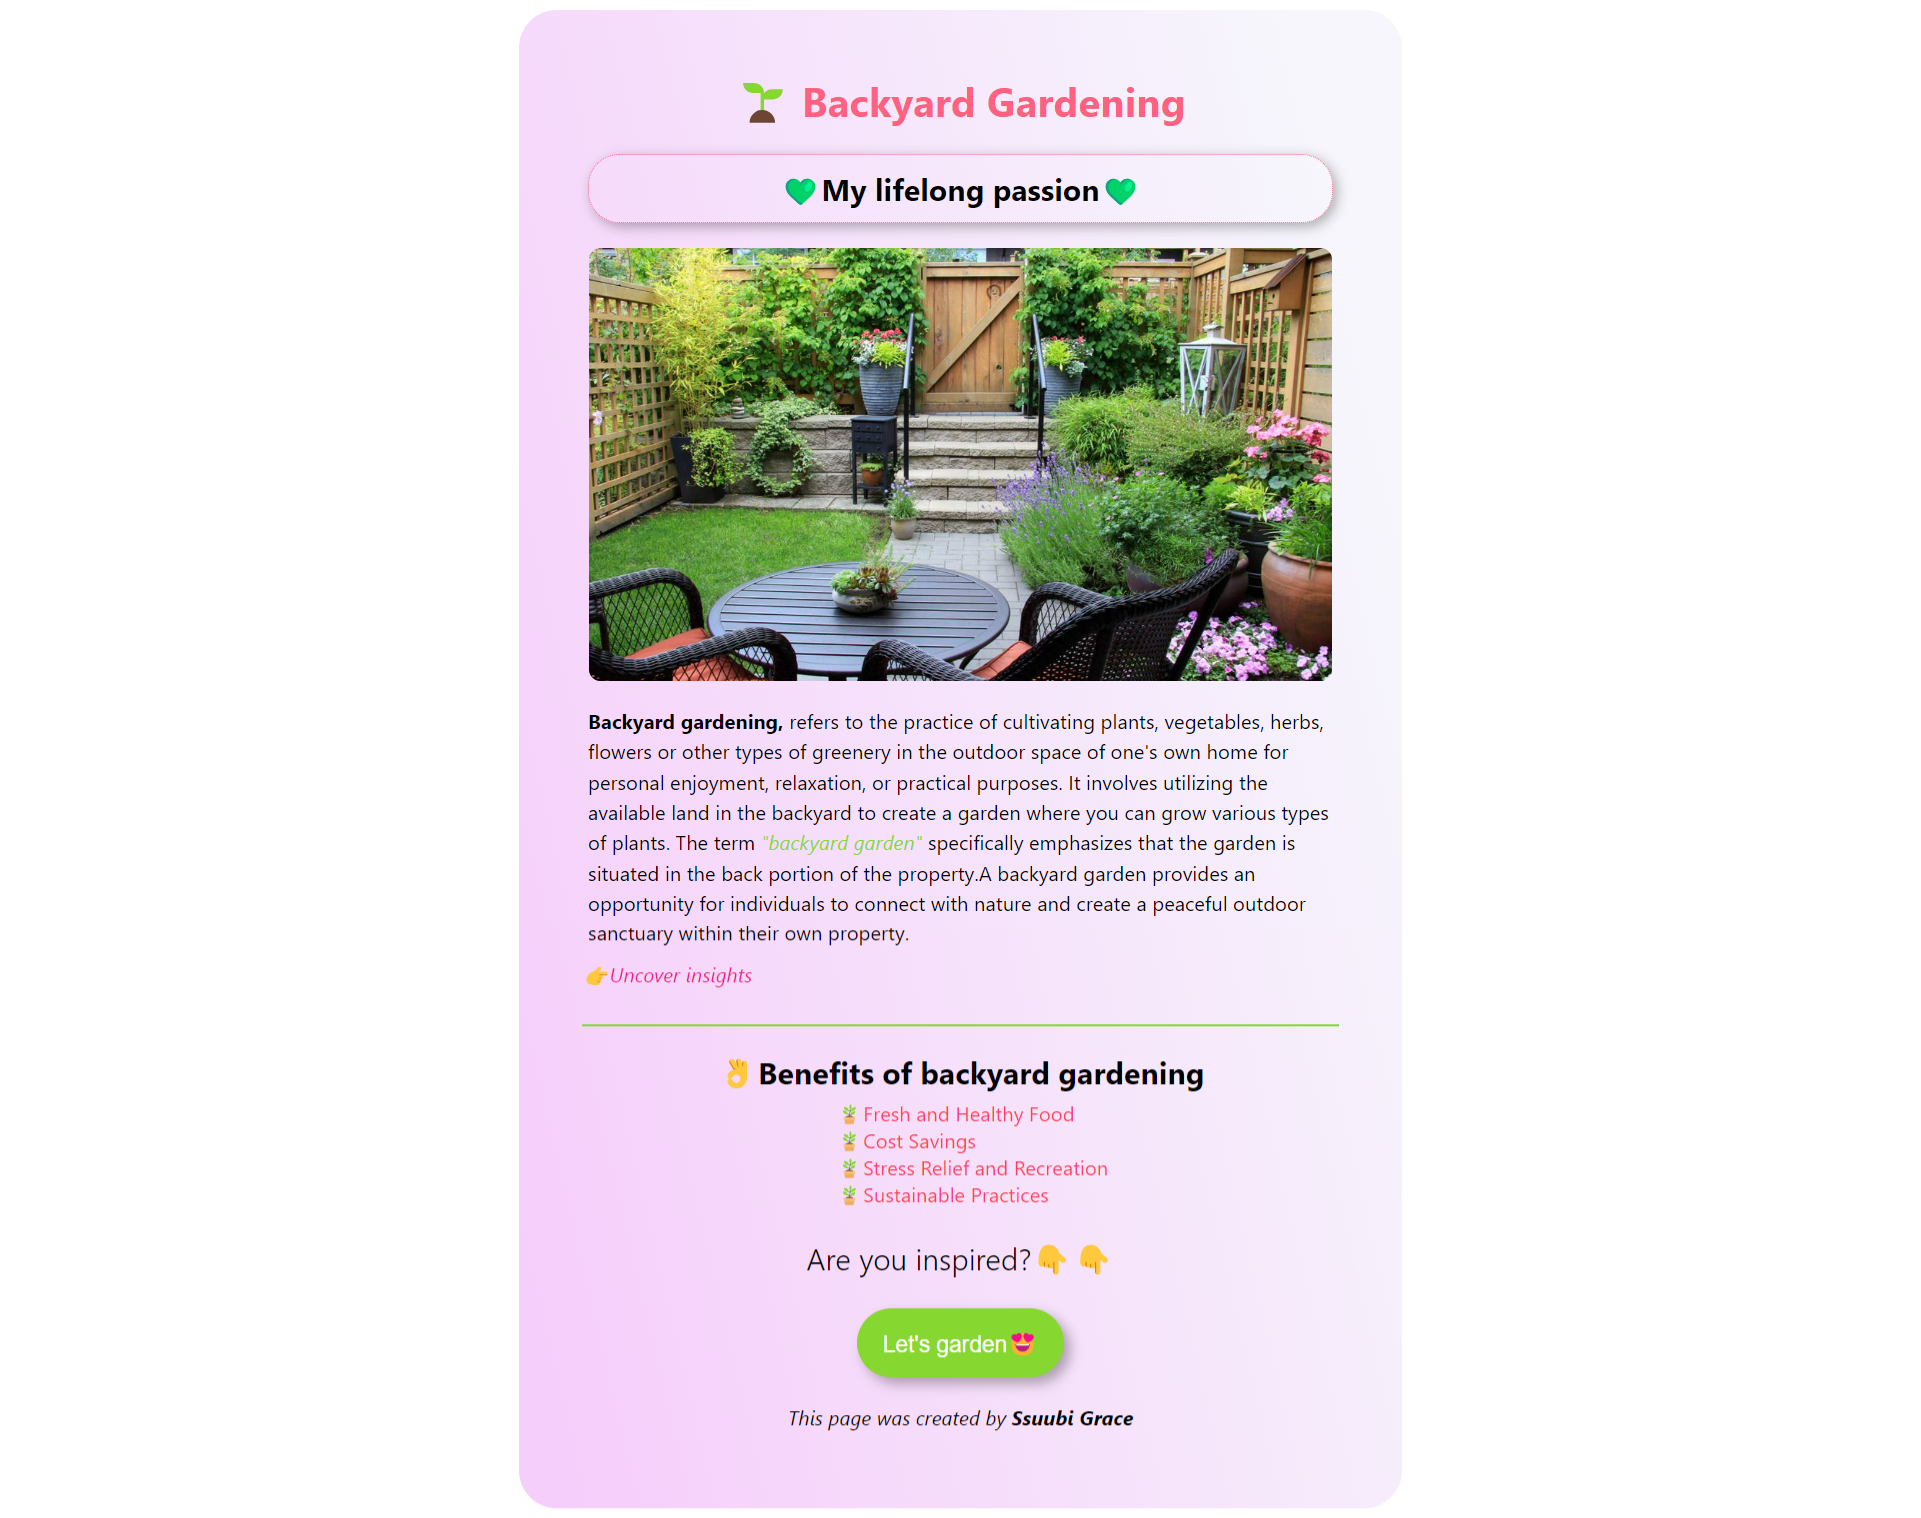 🌱 Backyard Gardening
💚My lifelong passion💚
Backyard gardening, refers to the practice of cultivating plants, vegetables, herbs,
flowers or other types of greenery in the outdoor space of one's own home for
personal enjoyment, relaxation, or practical purposes. It involves utilizing the
available land in the backyard to create a garden where you can grow various types
of plants. The term "backyard garden" specifically emphasizes that the garden is
situated in the back portion of the property.A backyard garden provides an
opportunity for individuals to connect with nature and create a peaceful outdoor
sanctuary within their own property.
👉Uncover insights
👌Benefits of backyard gardening
🪴Fresh and Healthy Food
🪴Cost Savings
🪴Stress Relief and Recreation
🪴Sustainable Practices
Are you inspired?👇 👇
Let's garden😍
This page was created by Ssuubi Grace